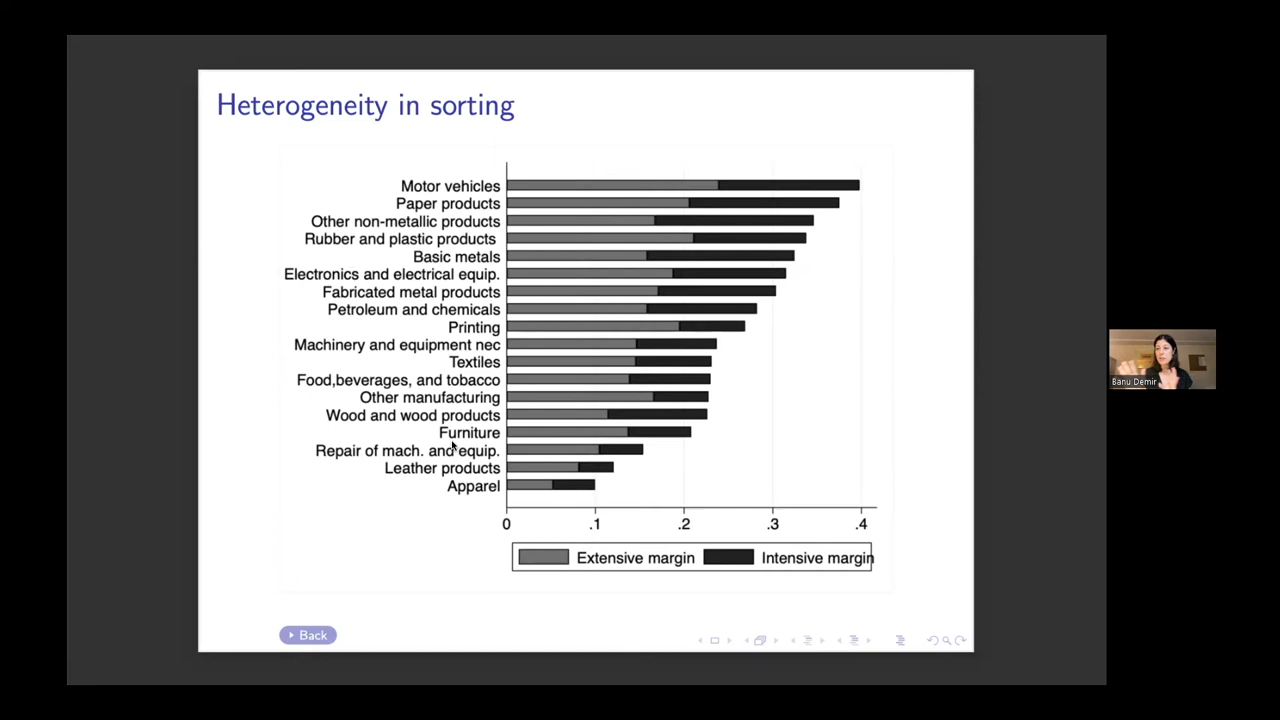 Heterogeneity in sorting
Motor vehicles
Paper products
Other non-metallic products
Rubber and plastic products
Basic metals
Electronics and electrical equip.
Fabricated metal products
Petroleum and chemicals
Printing
Machinery and equipment nec
Textiles
Food,beverages, and tobacco
Other manufacturing
Wood and wood products
Furniture
Repair of mach. and equip.
Leather products
Apparel
0 .1 .2 .3 .4
Extensive margin Intensive margin
Back
Banu Demir